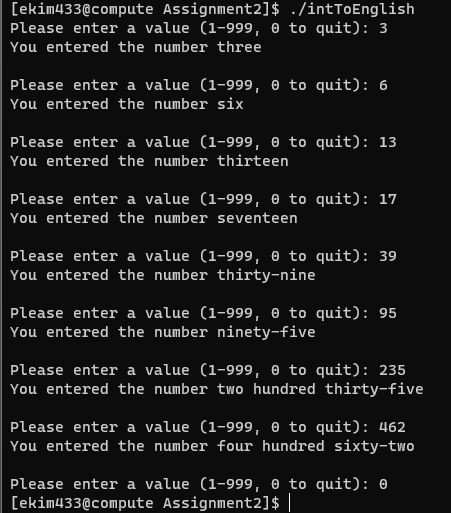 [ekim433@compute Assignment2]$ ./intToEnglish
Please enter a value (1-999, 0 to quit): 3
You entered the number three
Please enter a value (1-999, 0 to quit): 6
You entered the number six
Please enter a value (1-999, 0 to quit): 13
You entered the number thirteen
Please enter a value (1-999, 0 to quit): 17
You entered the number seventeen
Please enter a value (1-999, 0 to quit): 39
You entered the number thirty-nine
Please enter a value (1-999, 0 to quit): 95
You entered the number ninety-five
Please enter a value (1-999, 0 to quit): 235
You entered the number two hundred thirty-five
Please enter a value (1-999, 0 to quit): 462
You entered the number four hundred sixty-two
Please enter a value (1-999, 0 to quit): 0
[ekim433@compute Assignment2]$